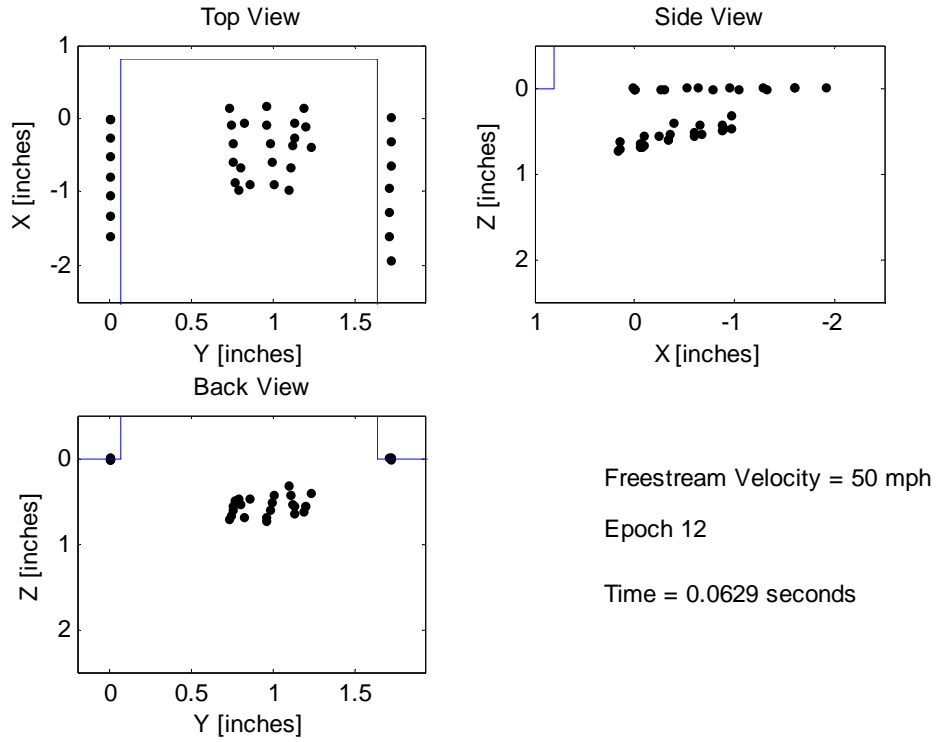 Top View
1
0
-1
-2
X [inches]
0
0.5
1
1.5
Y [inches]
Side View
0
1
2
Z [inches]
1
0
-1
-2
X [inches]
Back View
0
1
2
Z [inches]
0
0.5
1
1.5
Y [inches]
Freestream Velocity = 50 mph
Epoch 12
Time = 0.0629 seconds